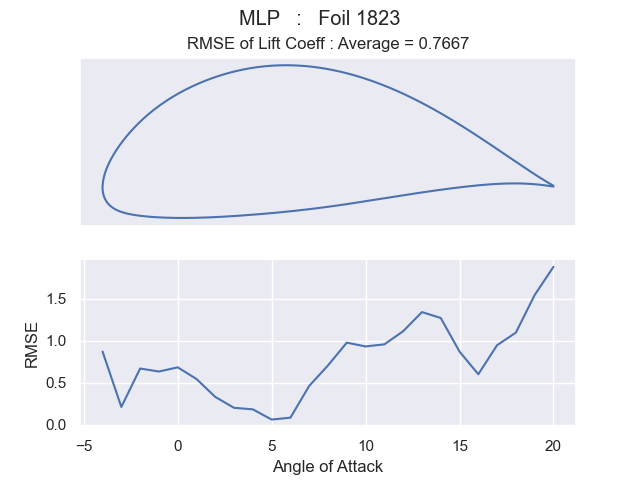 MLP : Foil 1823
RMSE of Lift Coeff : Average = 0.7667
1.5
1.0
0.5
0.0
RMSE
−5 0 5 10 15 20
Angle of Attack